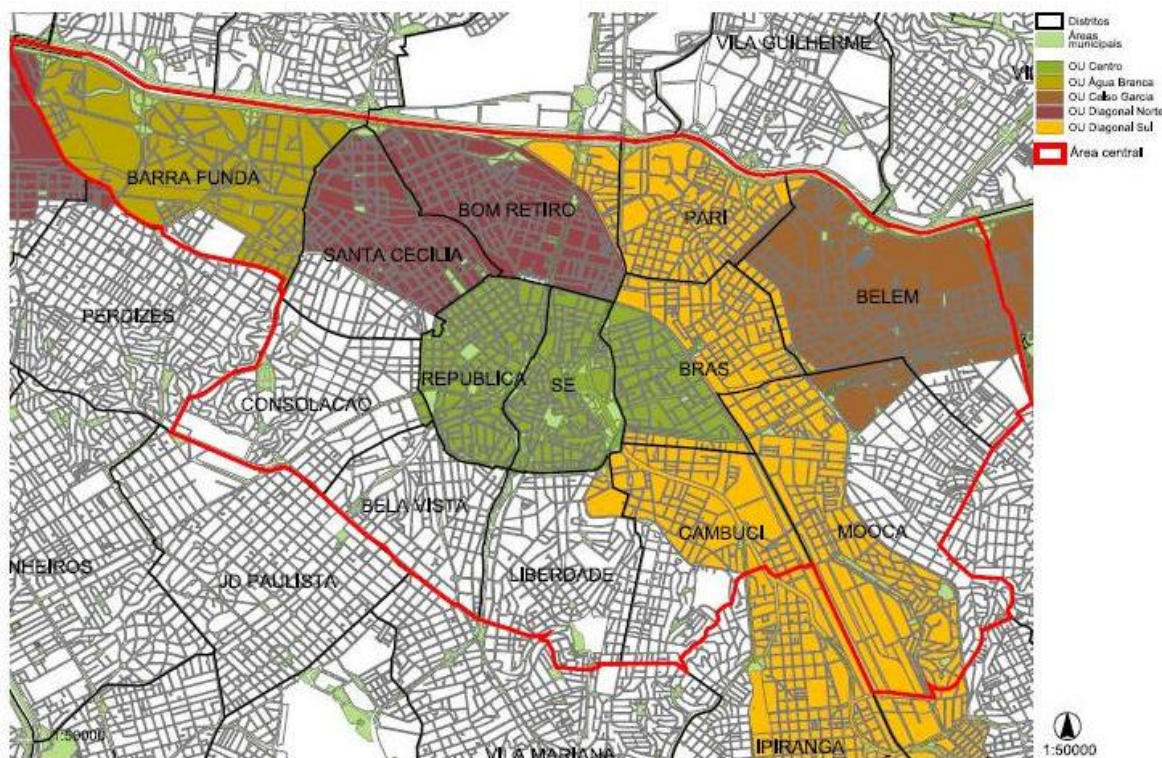 VILA GUILHERME
BARRA FUNDA
BOM RETIRO
PARI
SANTA CECILIA
BELEM
PERDIZES
REPUBLICA
SE
BRAS
CONSOLACAO
BELA VISTA
CAMBUCI
MOOCA
NHEIROS
JD PAULISTA
LIBERDADE
1:50000
VILA MARIANA
IPIRANGA
Distritos
Áreas
municipais
OU Centro
OU Água Branca
OU Celso Garcia
OU Diagonal Norte
OU Diagonal Sul
Área central
1:50000